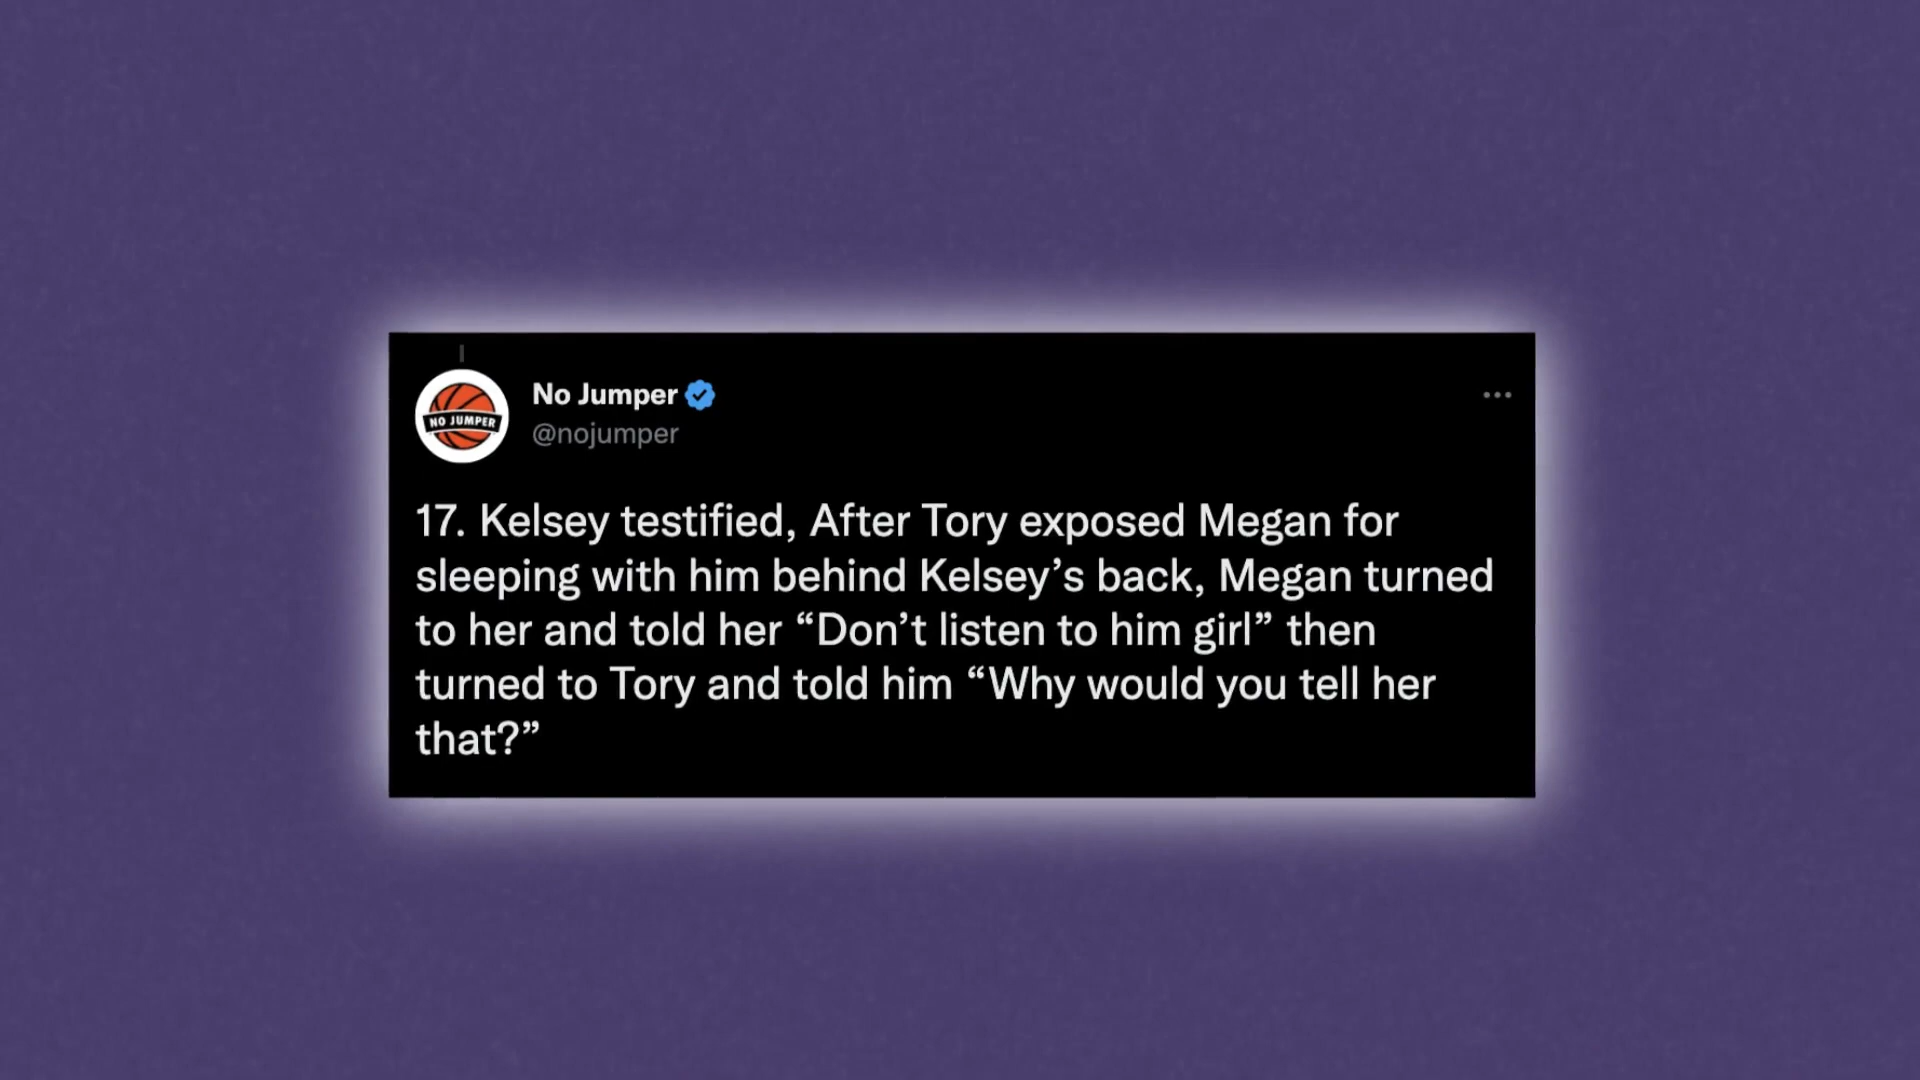 No Jumper
@nojumper
NO JUMPER
17. Kelsey testified, After Tory exposed Megan for
sleeping with him behind Kelsey’s back, Megan turned
to her and told her “Don’t listen to him girl” then
turned to Tory and told him “Why would you tell her
that?”